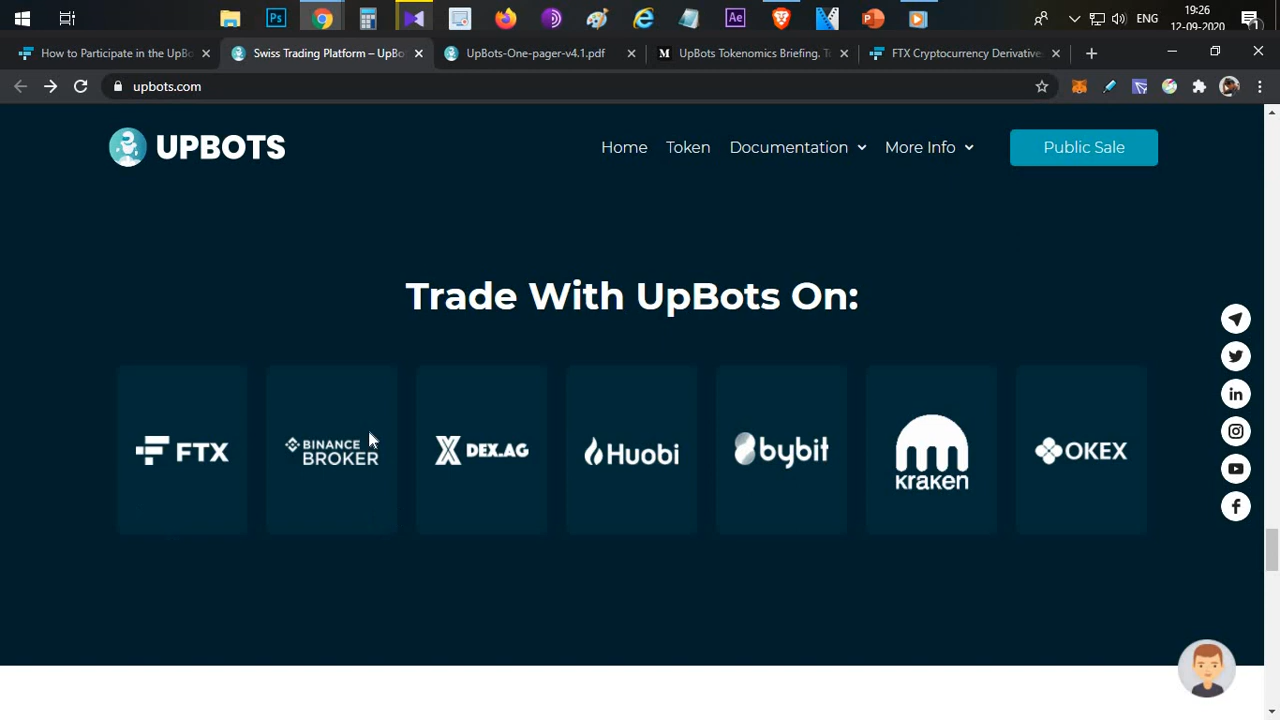 19:26
ENG
12-09-2020
Ps
Ae
How to Participate in the UpBo
Swiss Trading Platform – UpBo
UpBots-One-pager-v4.1.pdf
M
UpBots Tokenomics Briefing. T
FTX Cryptocurrency Derivative
upbots.com
UPBOTS
Home
Token
Documentation
More Info
Public Sale
Trade With UpBots On:
FTX
BINANCE
BROKER
DEX.AG
Huobi
bybit
kraken
OKEX